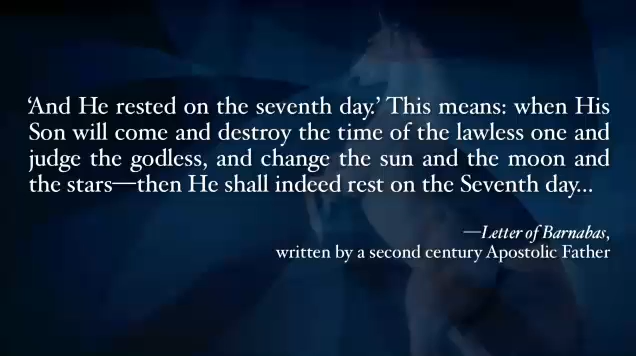 ‘And He rested on the seventh day.’ This means: when His
Son will come and destroy the time of the lawless one and
judge the godless, and change the sun and the moon and
the stars—then He shall indeed rest on the Seventh day...
—Letter of Barnabas,
written by a second century Apostolic Father